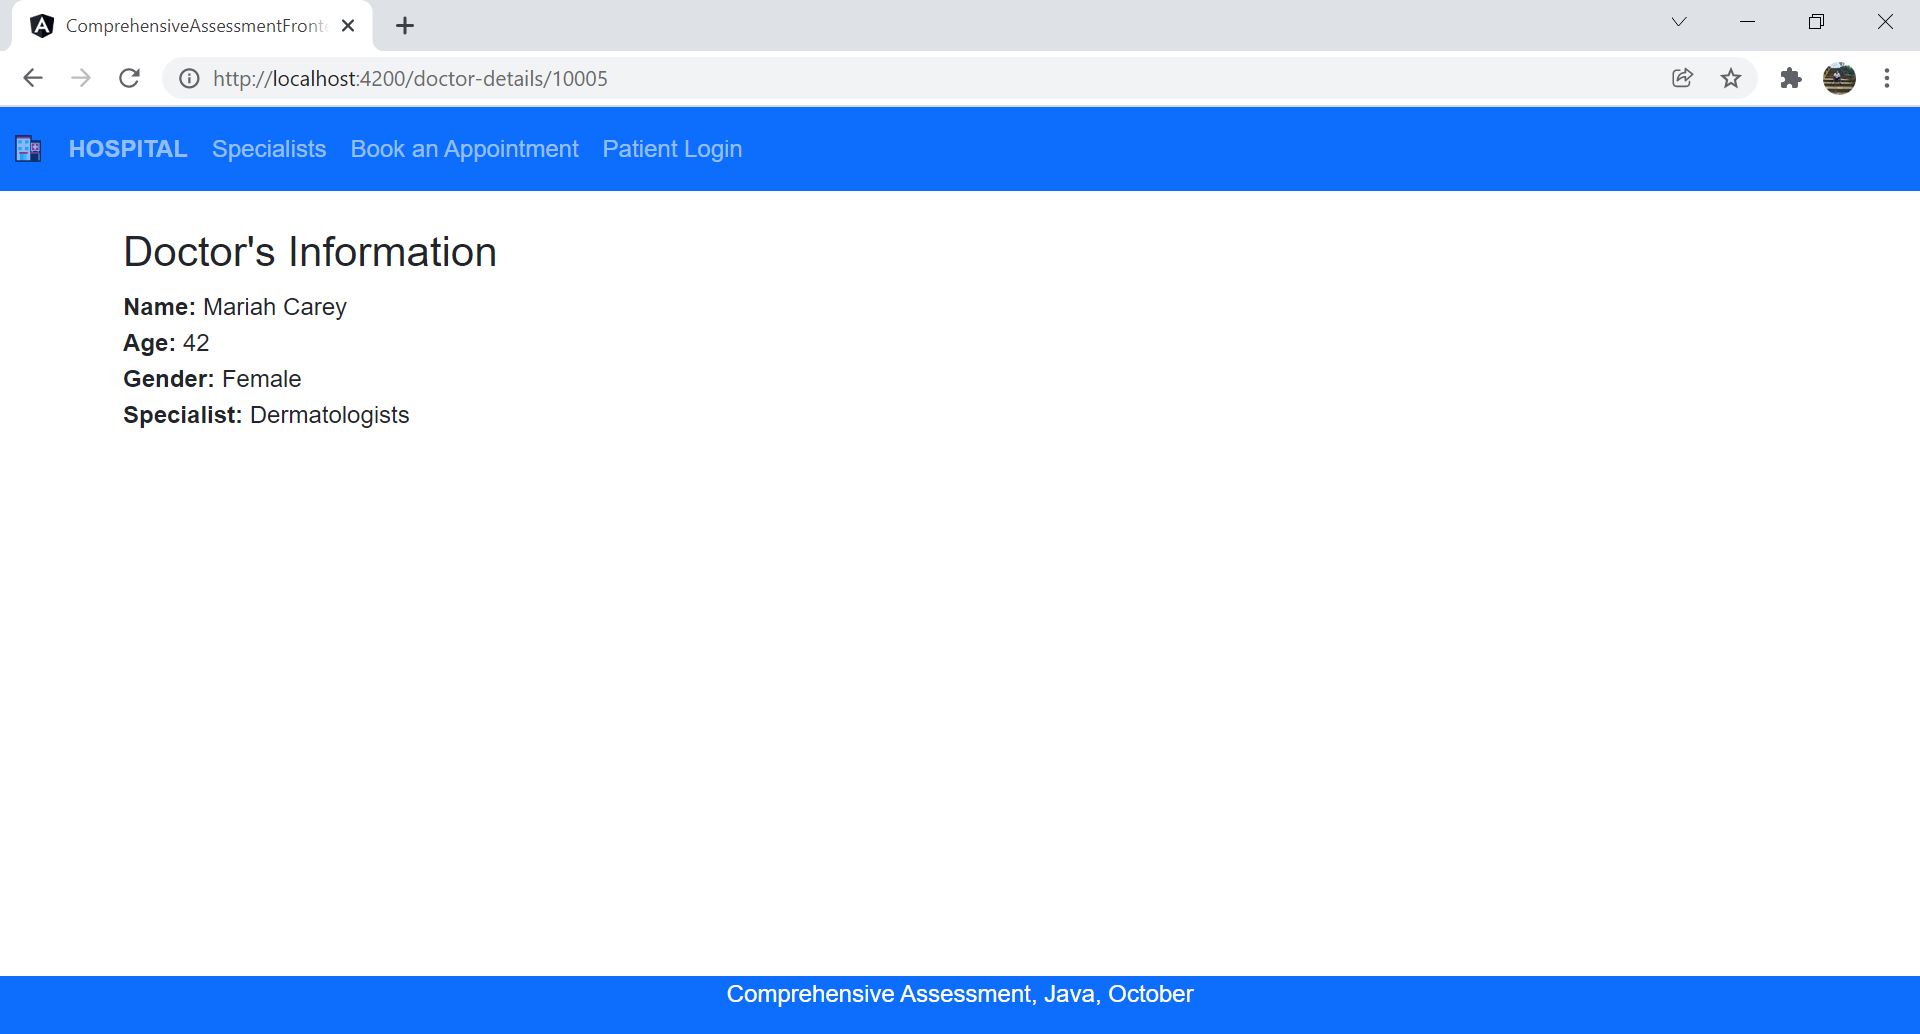 ComprehensiveAssessmentFront
http://localhost:4200/doctor-details/10005
HOSPITAL Specialists Book an Appointment Patient Login
Doctor's Information
Name: Mariah Carey
Age: 42
Gender: Female
Specialist: Dermatologists
Comprehensive Assessment, Java, October